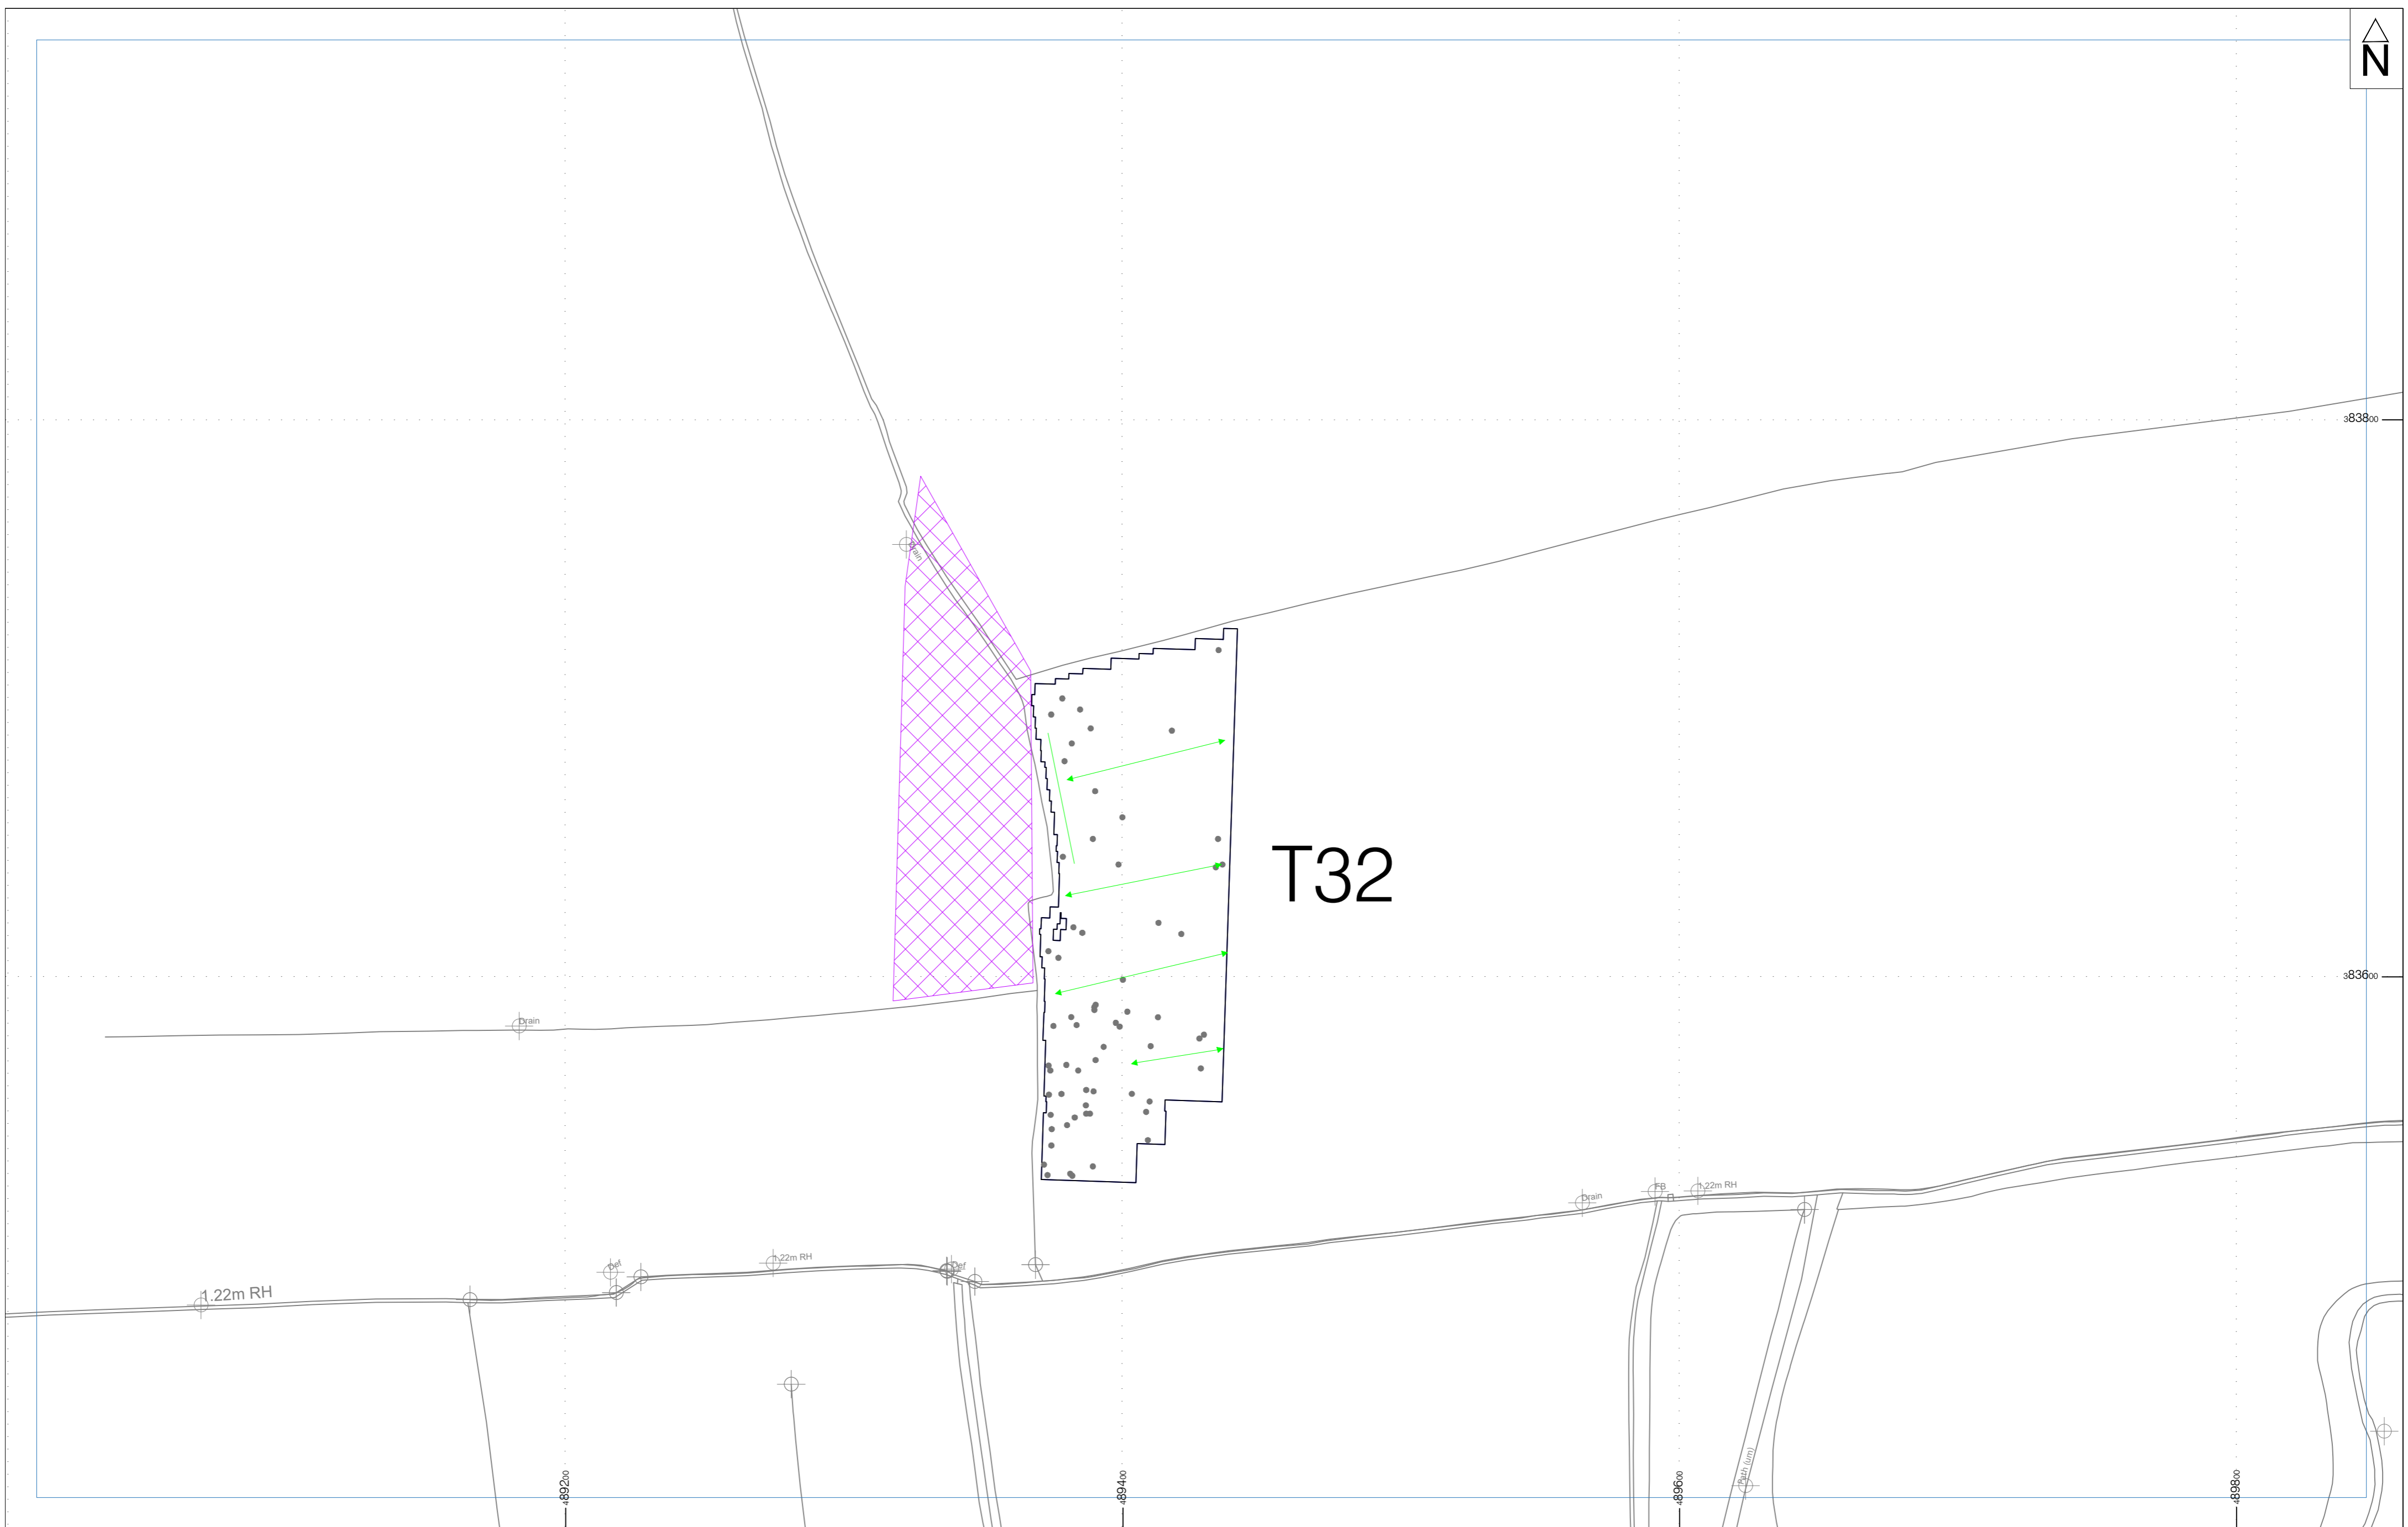 N
383800
Drain
T32
383600
Drain
Drain
FB
1.22m RH
Def
1.22m RH
Def
1.22m RH
Path (um)
489200
489400
489600
489800